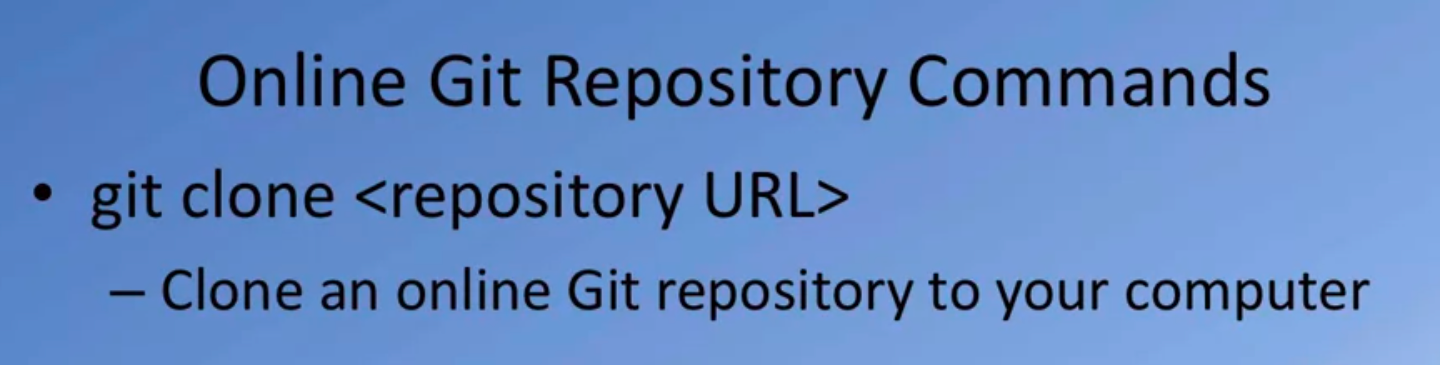 Online Git Repository Commands
• git clone <repository URL>
– Clone an online Git repository to your computer